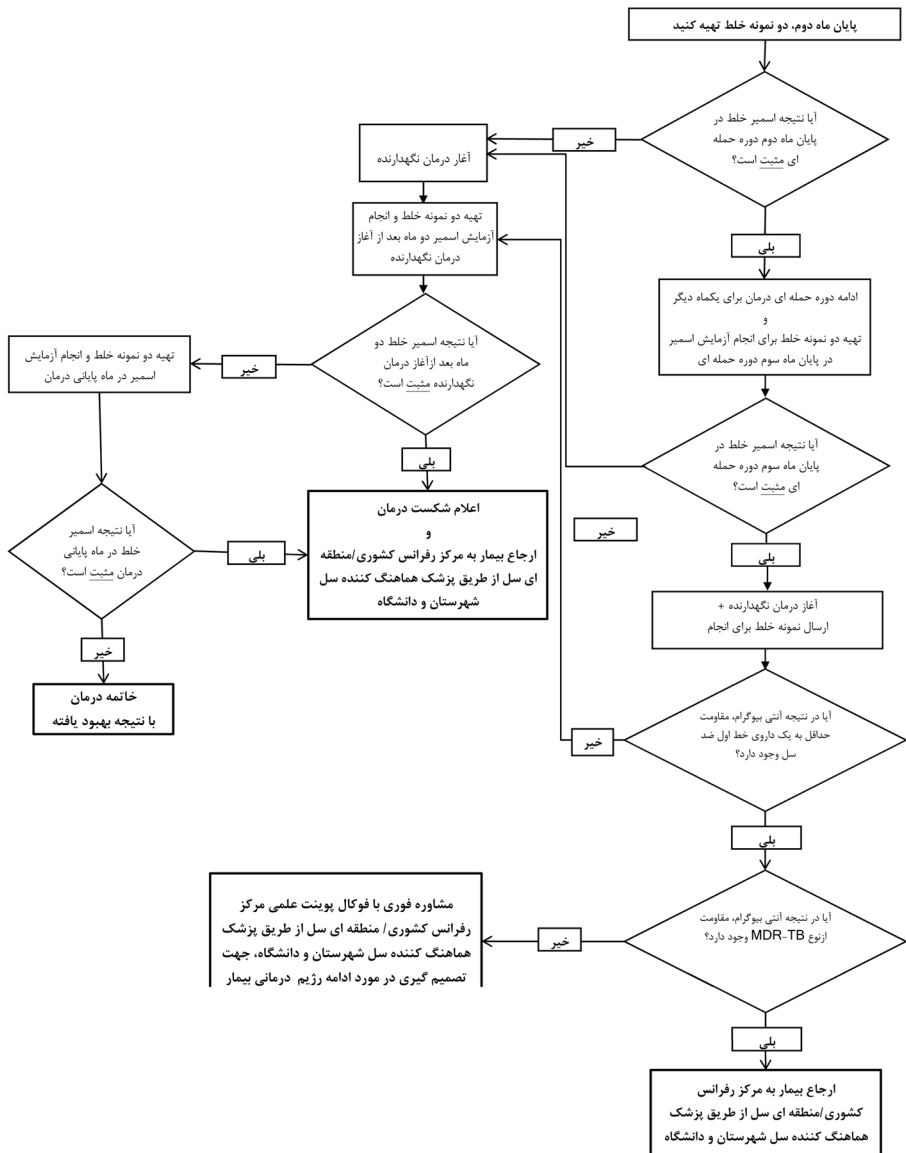 پایان ماه دوم، دو نمونه خلط تهیه کنید
آیا نتیجه اسمیر خلط در
پایان ماه دوم دوره حمله
ای مثبت است؟
خیر
بلی
آغار درمان نگهدارنده
تهیه دو نمونه خلط و انجام
آزمایش اسمیر دو ماه بعد از آغاز
درمان نگهدارنده
ادامه دوره حمله ای درمان برای یکماه دیگر
و
تهیه دو نمونه خلط برای انجام آزمایش اسمیر
در پایان ماه سوم دوره حمله ای
آیا نتیجه اسمیر خلط دو
ماه بعد ازآغاز درمان
نگهدارنده مثبت است؟
خیر
بلی
تهیه دو نمونه خلط و انجام آزمایش
اسمیر در ماه پایانی درمان
آیا نتیجه اسمیر خلط در
پایان ماه سوم دوره حمله
ای مثبت است؟
خیر
بلی
اعلام شکست درمان
و
ارجاع بیمار به مرکز رفرانس کشوری/منطقه
ای سل از طریق پزشک هماهنگ کننده سل
شهرستان و دانشگاه
آیا نتیجه اسمیر
خلط در ماه پایانی
درمان مثبت است؟
بلی
خیر
خاتمه درمان
با نتیجه بهبود یافته
آغاز درمان نگهدارنده +
ارسال نمونه خلط برای انجام
آیا در نتیجه آنتی بیوگرام، مقاومت
حداقل به یک داروی خط اول ضد
سل وجود دارد؟
خیر
بلی
آیا در نتیجه آنتی بیوگرام، مقاومت
ازنوع MDR-TB وجود دارد؟
خیر
بلی
مشاوره فوری با فوکال پوینت علمی مرکز
رفرانس کشوری/ منطقه ای سل از طریق پزشک
هماهنگ کننده سل شهرستان و دانشگاه، جهت
تصمیم گیری در مورد ادامه رژیم درمانی بیمار
ارجاع بیمار به مرکز رفرانس
کشوری/منطقه ای سل از طریق پزشک
هماهنگ کننده سل شهرستان و دانشگاه